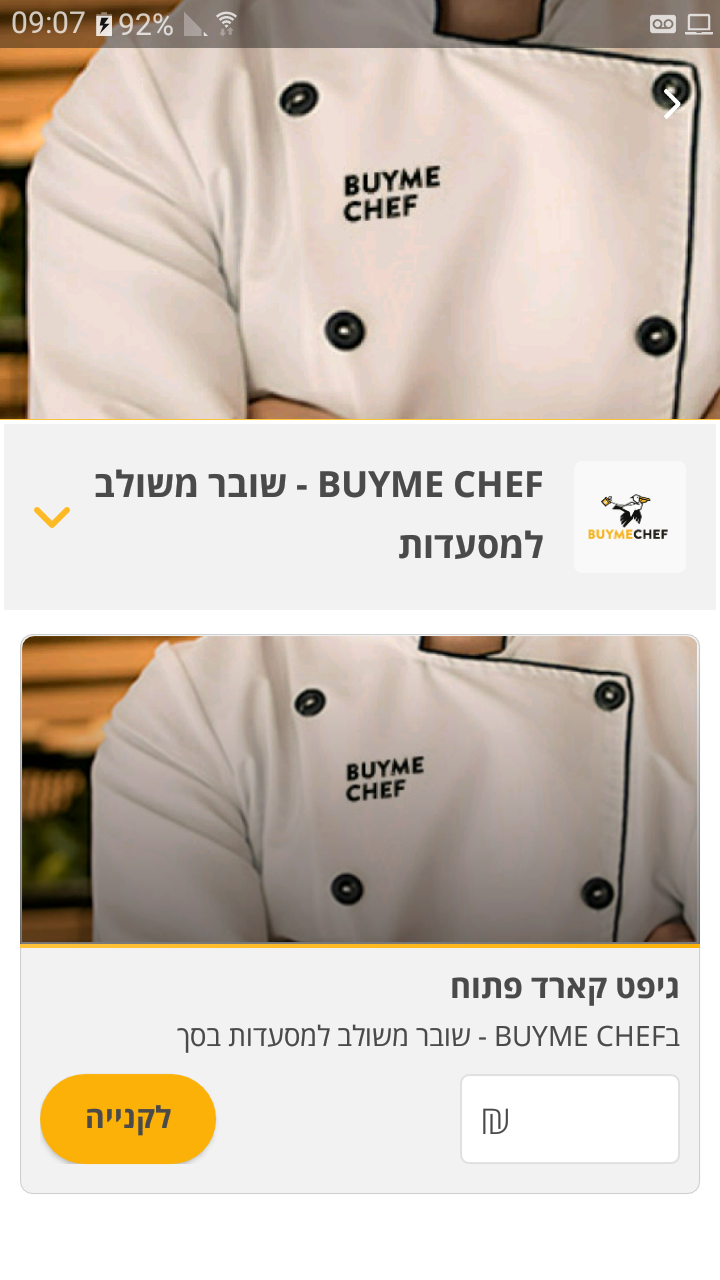 09:07 92%
BUYME
CHEF
BUYME CHEF - שובר משולב
למסעדות
BUYMECHEF
BUYME
CHEF
גיפט קארד פתוח
בBUYME CHEF - שובר משולב למסעדות בסך
₪
לקנייה